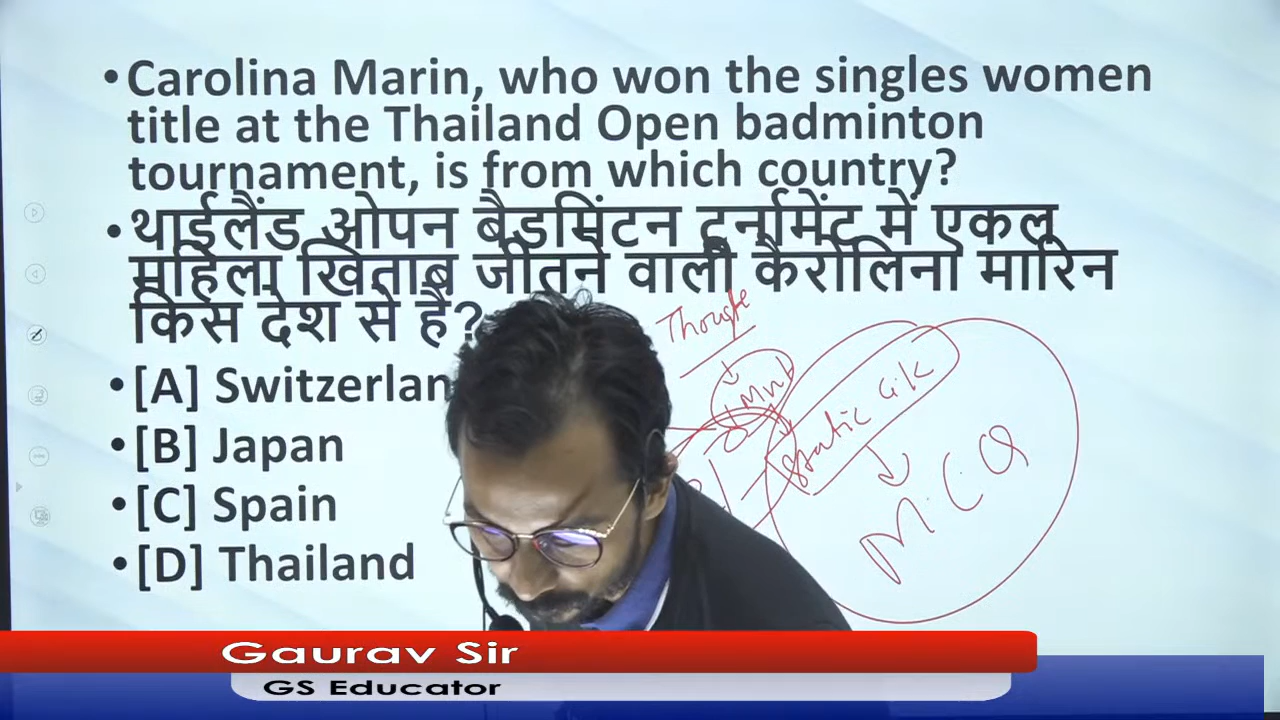 •Carolina Marin, who won the singles women
title at the Thailand Open badminton
tournament, is from which country?
•थाईलैंड ओपन बैडमिंटन टूर्नामेंट में एकल
महिला खिताब जीतने वाली कैरोलिना मारिन
किस देश से हैं?
•[A] Switzerlan
•[B] Japan
•[C] Spain
•[D] Thailand
Static GK
MCQ
Gaurav Sir
GS Educator